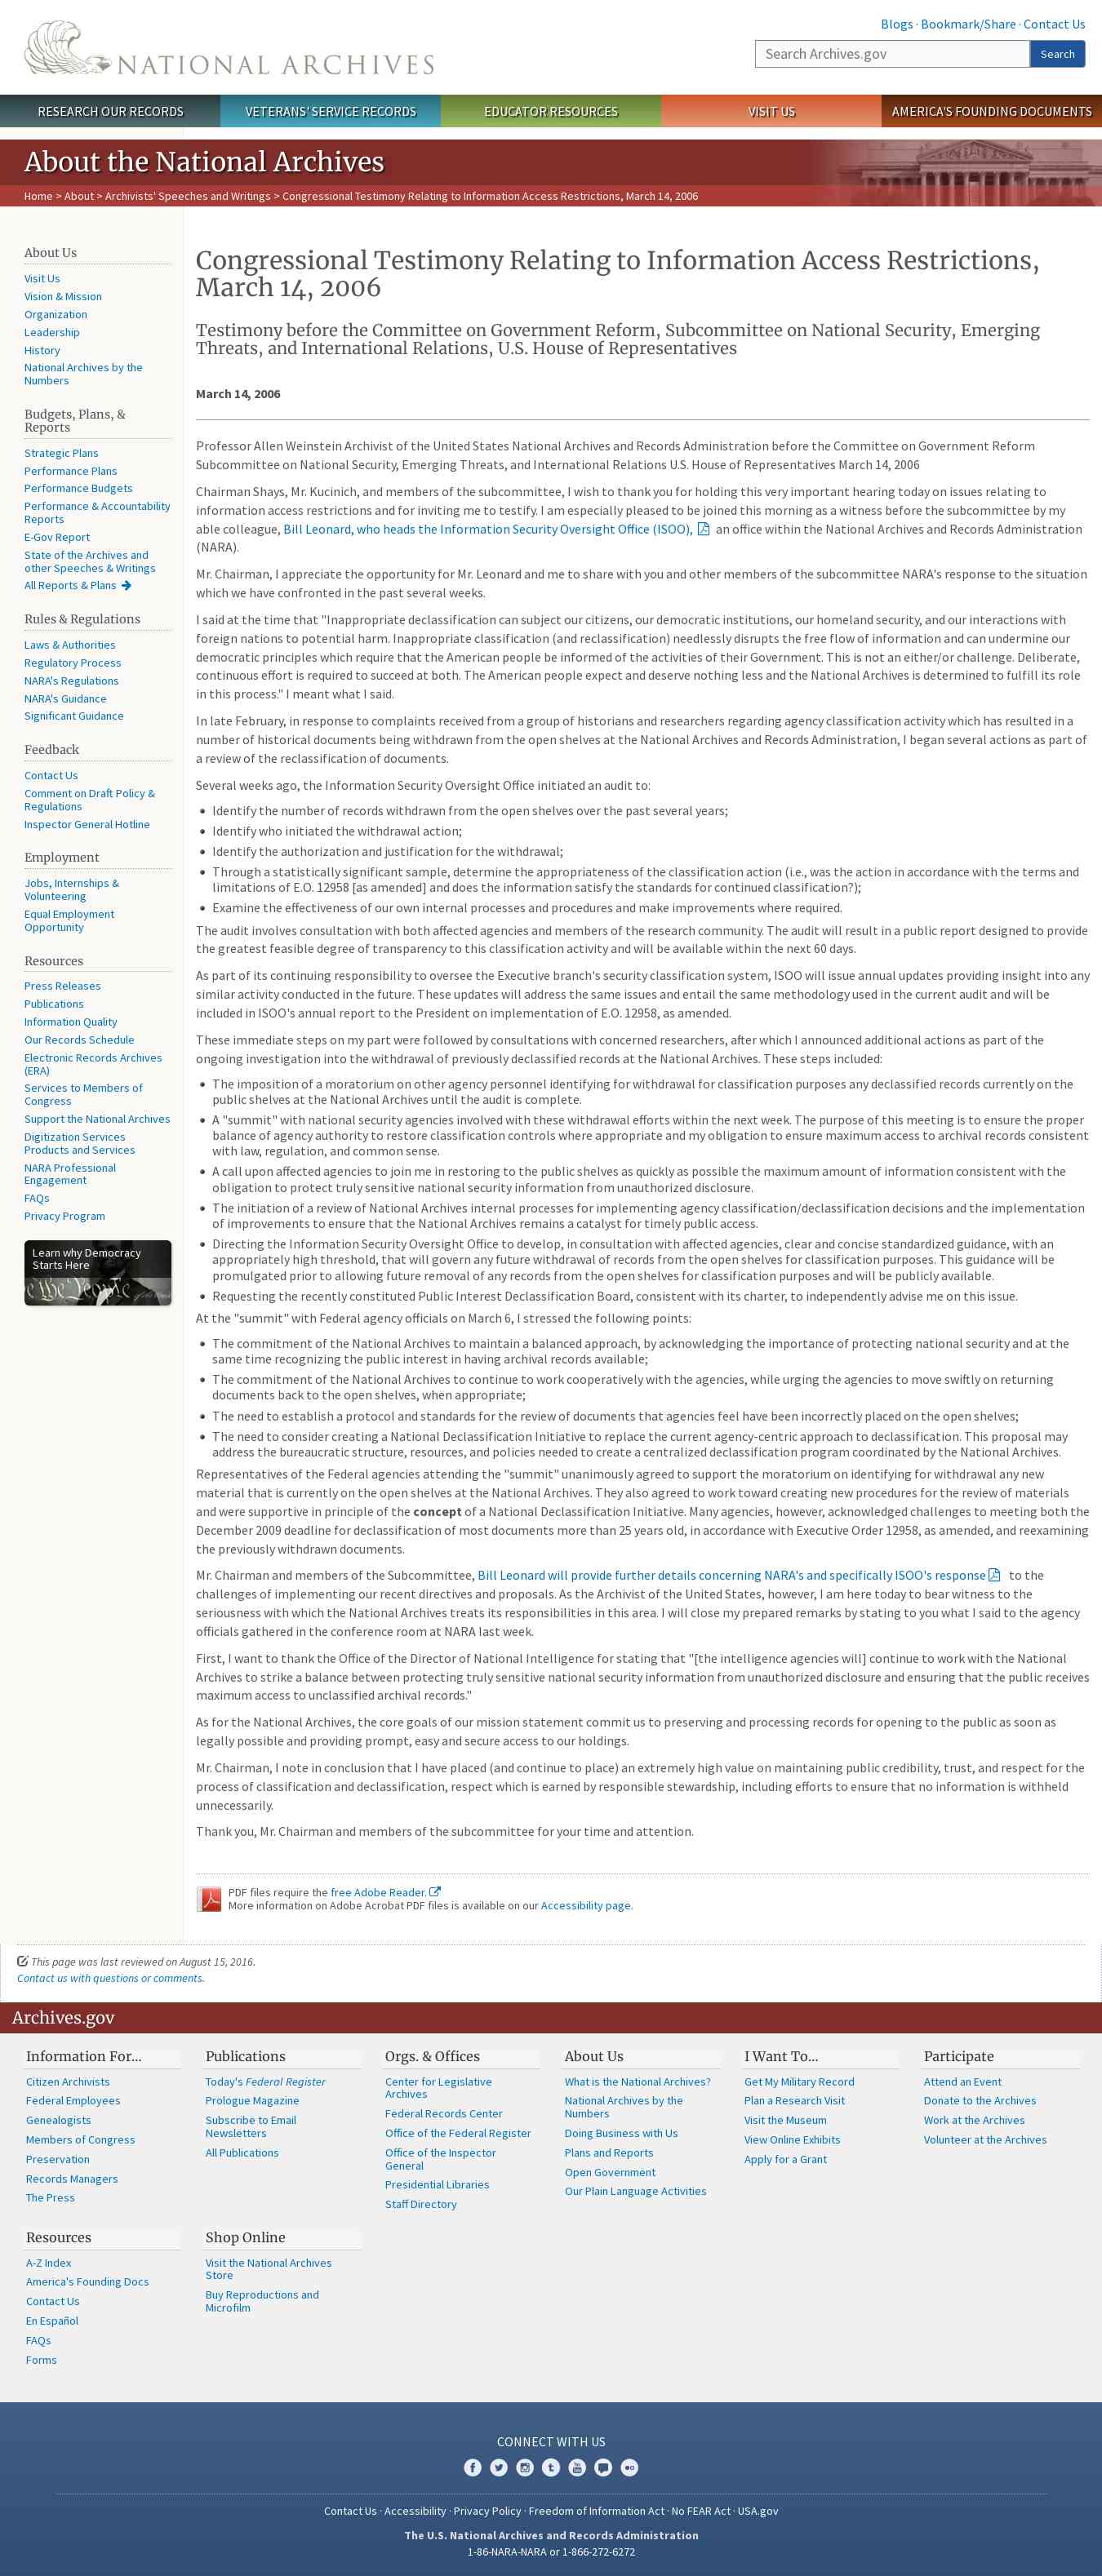 NATIONAL ARCHIVES
Blogs · Bookmark/Share · Contact Us
Search Archives.gov
Search
RESEARCH OUR RECORDS
VETERANS' SERVICE RECORDS
EDUCATOR RESOURCES
VISIT US
AMERICA'S FOUNDING DOCUMENTS
About the National Archives
Home > About > Archivists' Speeches and Writings > Congressional Testimony Relating to Information Access Restrictions, March 14, 2006
About Us
Visit Us
Vision & Mission
Organization
Leadership
History
National Archives by the
Numbers
Budgets, Plans, &
Reports
Strategic Plans
Performance Plans
Performance Budgets
Performance & Accountability
Reports
E-Gov Report
State of the Archives and
other Speeches & Writings
All Reports & Plans
Rules & Regulations
Laws & Authorities
Regulatory Process
NARA's Regulations
NARA's Guidance
Significant Guidance
Feedback
Contact Us
Comment on Draft Policy &
Regulations
Inspector General Hotline
Employment
Jobs, Internships &
Volunteering
Equal Employment
Opportunity
Resources
Press Releases
Publications
Information Quality
Our Records Schedule
Electronic Records Archives
(ERA)
Services to Members of
Congress
Support the National Archives
Digitization Services
Products and Services
NARA Professional
Engagement
FAQs
Privacy Program
Learn why Democracy
Starts Here
e the People
Congressional Testimony Relating to Information Access Restrictions,
March 14, 2006
Testimony before the Committee on Government Reform, Subcommittee on National Security, Emerging
Threats, and International Relations, U.S. House of Representatives
March 14, 2006
Professor Allen Weinstein Archivist of the United States National Archives and Records Administration before the Committee on Government Reform
Subcommittee on National Security, Emerging Threats, and International Relations U.S. House of Representatives March 14, 2006
Chairman Shays, Mr. Kucinich, and members of the subcommittee, I wish to thank you for holding this very important hearing today on issues relating to
information access restrictions and for inviting me to testify. I am especially pleased to be joined this morning as a witness before the subcommittee by my
able colleague, Bill Leonard, who heads the Information Security Oversight Office (ISOO), an office within the National Archives and Records Administration
(NARA).
Mr. Chairman, I appreciate the opportunity for Mr. Leonard and me to share with you and other members of the subcommittee NARA's response to the situation
which we have confronted in the past several weeks.
I said at the time that "Inappropriate declassification can subject our citizens, our democratic institutions, our homeland security, and our interactions with
foreign nations to potential harm. Inappropriate classification (and reclassification) needlessly disrupts the free flow of information and can undermine our
democratic principles which require that the American people be informed of the activities of their Government. This is not an either/or challenge. Deliberate,
continuous effort is required to succeed at both. The American people expect and deserve nothing less and the National Archives is determined to fulfill its role
in this process." I meant what I said.
In late February, in response to complaints received from a group of historians and researchers regarding agency classification activity which has resulted in a
number of historical documents being withdrawn from the open shelves at the National Archives and Records Administration, I began several actions as part of
a review of the reclassification of documents.
Several weeks ago, the Information Security Oversight Office initiated an audit to:
• Identify the number of records withdrawn from the open shelves over the past several years;
• Identify who initiated the withdrawal action;
• Identify the authorization and justification for the withdrawal;
• Through a statistically significant sample, determine the appropriateness of the classification action (i.e., was the action in accordance with the terms and
limitations of E.O. 12958 [as amended] and does the information satisfy the standards for continued classification?);
• Examine the effectiveness of our own internal processes and procedures and make improvements where required.
The audit involves consultation with both affected agencies and members of the research community. The audit will result in a public report designed to provide
the greatest feasible degree of transparency to this classification activity and will be available within the next 60 days.
As part of its continuing responsibility to oversee the Executive branch's security classification system, ISOO will issue annual updates providing insight into any
similar activity conducted in the future. These updates will address the same issues and entail the same methodology used in the current audit and will be
included in ISOO's annual report to the President on implementation of E.O. 12958, as amended.
These immediate steps on my part were followed by consultations with concerned researchers, after which I announced additional actions as part of the
ongoing investigation into the withdrawal of previously declassified records at the National Archives. These steps included:
• The imposition of a moratorium on other agency personnel identifying for withdrawal for classification purposes any declassified records currently on the
public shelves at the National Archives until the audit is complete.
• A "summit" with national security agencies involved with these withdrawal efforts within the next week. The purpose of this meeting is to ensure the proper
balance of agency authority to restore classification controls where appropriate and my obligation to ensure maximum access to archival records consistent
with law, regulation, and common sense.
• A call upon affected agencies to join me in restoring to the public shelves as quickly as possible the maximum amount of information consistent with the
obligation to protect truly sensitive national security information from unauthorized disclosure.
• The initiation of a review of National Archives internal processes for implementing agency classification/declassification decisions and the implementation
of improvements to ensure that the National Archives remains a catalyst for timely public access.
• Directing the Information Security Oversight Office to develop, in consultation with affected agencies, clear and concise standardized guidance, with an
appropriately high threshold, that will govern any future withdrawal of records from the open shelves for classification purposes. This guidance will be
promulgated prior to allowing future removal of any records from the open shelves for classification purposes and will be publicly available.
• Requesting the recently constituted Public Interest Declassification Board, consistent with its charter, to independently advise me on this issue.
At the "summit" with Federal agency officials on March 6, I stressed the following points:
• The commitment of the National Archives to maintain a balanced approach, by acknowledging the importance of protecting national security and at the
same time recognizing the public interest in having archival records available;
• The commitment of the National Archives to continue to work cooperatively with the agencies, while urging the agencies to move swiftly on returning
documents back to the open shelves, when appropriate;
• The need to establish a protocol and standards for the review of documents that agencies feel have been incorrectly placed on the open shelves;
• The need to consider creating a National Declassification Initiative to replace the current agency-centric approach to declassification. This proposal may
address the bureaucratic structure, resources, and policies needed to create a centralized declassification program coordinated by the National Archives.
Representatives of the Federal agencies attending the "summit" unanimously agreed to support the moratorium on identifying for withdrawal any new
material that is currently on the open shelves at the National Archives. They also agreed to work toward creating new procedures for the review of materials
and were supportive in principle of the concept of a National Declassification Initiative. Many agencies, however, acknowledged challenges to meeting both the
December 2009 deadline for declassification of most documents more than 25 years old, in accordance with Executive Order 12958, as amended, and reexamining
the previously withdrawn documents.
Mr. Chairman and members of the Subcommittee, Bill Leonard will provide further details concerning NARA's and specifically ISOO's response to the
challenges of implementing our recent directives and proposals. As the Archivist of the United States, however, I am here today to bear witness to the
seriousness with which the National Archives treats its responsibilities in this area. I will close my prepared remarks by stating to you what I said to the agency
officials gathered in the conference room at NARA last week.
First, I want to thank the Office of the Director of National Intelligence for stating that "[the intelligence agencies will] continue to work with the National
Archives to strike a balance between protecting truly sensitive national security information from unauthorized disclosure and ensuring that the public receives
maximum access to unclassified archival records."
As for the National Archives, the core goals of our mission statement commit us to preserving and processing records for opening to the public as soon as
legally possible and providing prompt, easy and secure access to our holdings.
Mr. Chairman, I note in conclusion that I have placed (and continue to place) an extremely high value on maintaining public credibility, trust, and respect for the
process of classification and declassification, respect which is earned by responsible stewardship, including efforts to ensure that no information is withheld
unnecessarily.
Thank you, Mr. Chairman and members of the subcommittee for your time and attention.
PDF files require the free Adobe Reader.
More information on Adobe Acrobat PDF files is available on our Accessibility page.
This page was last reviewed on August 15, 2016.
Contact us with questions or comments.
Archives.gov
Information For…
Citizen Archivists
Federal Employees
Genealogists
Members of Congress
Preservation
Records Managers
The Press
Publications
Today's Federal Register
Prologue Magazine
Subscribe to Email
Newsletters
All Publications
Orgs. & Offices
Center for Legislative
Archives
Federal Records Center
Office of the Federal Register
Office of the Inspector
General
Presidential Libraries
Staff Directory
About Us
What is the National Archives?
National Archives by the
Numbers
Doing Business with Us
Plans and Reports
Open Government
Our Plain Language Activities
I Want To…
Get My Military Record
Plan a Research Visit
Visit the Museum
View Online Exhibits
Apply for a Grant
Participate
Attend an Event
Donate to the Archives
Work at the Archives
Volunteer at the Archives
Resources
A-Z Index
America's Founding Docs
Contact Us
En Español
FAQs
Forms
Shop Online
Visit the National Archives
Store
Buy Reproductions and
Microfilm
CONNECT WITH US
Contact Us · Accessibility · Privacy Policy · Freedom of Information Act · No FEAR Act · USA.gov
The U.S. National Archives and Records Administration
1-86-NARA-NARA or 1-866-272-6272